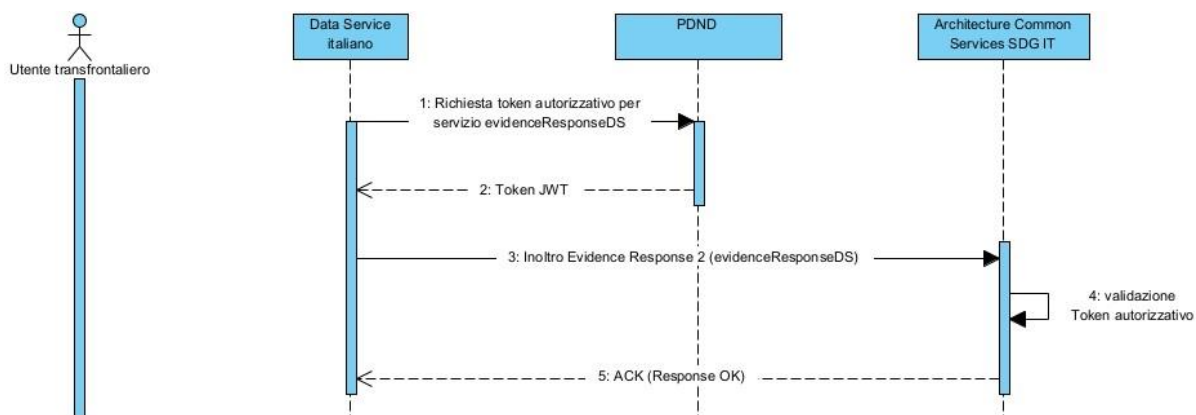 Data Service
italiano
PDND
Architecture Common
Services SDG IT
Utente transfrontaliero
1: Richiesta token autorizzativo per
servizio evidenceResponseDS
2: Token JWT
3: Inoltro Evidence Response 2 (evidenceResponseDS)
4: validazione
Token autorizzativo
5: ACK (Response OK)